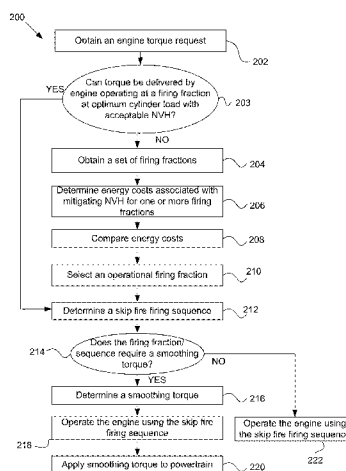 200
Obtain an engine torque request
202
YES
Can torque be delivered by
engine operating at a firing fraction
at optimum cylinder load with
acceptable NVH?
203
NO
Obtain a set of firing fractions
204
Determine energy costs associated with
mitigating NVH for one or more firing
fractions
206
Compare energy costs
208
Select an operational firing fraction
210
Determine a skip fire firing sequence
212
Does the firing fraction/
sequence require a smoothing
torque?
214
NO
YES
Determine a smoothing torque
216
Operate the engine using the skip fire
firing sequence
218
Operate the engine using
the skip fire firing sequence
222
Apply smoothing torque to powertrain
220